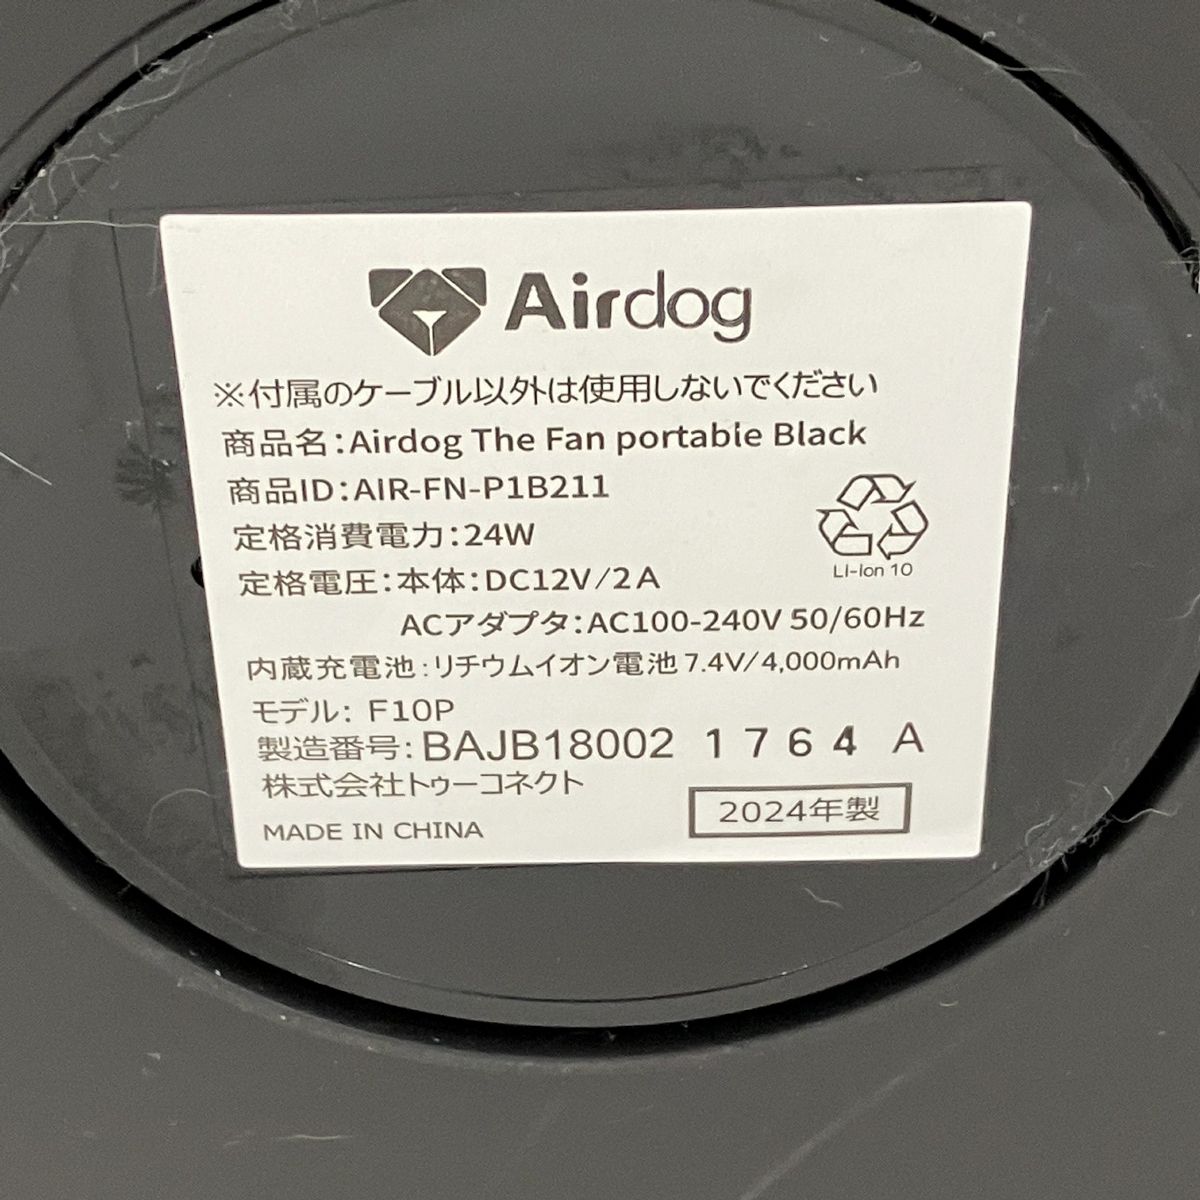 Airdog
※付属のケーブル以外は使用しないでください
商品名:Airdog The Fan portable Black
商品ID:AIR-FN-P1B211
定格消費電力:24W
Li-Ion 10
定格電圧:本体:DC12V/2A
ACアダプタ:AC100-240V 50/60Hz
内蔵充電池:リチウムイオン電池 7.4V/4,000mAh
モデル: F10P
製造番号:BAJB18002 1764 A
株式会社トゥーコネクト
2024年製
MADE IN CHINA